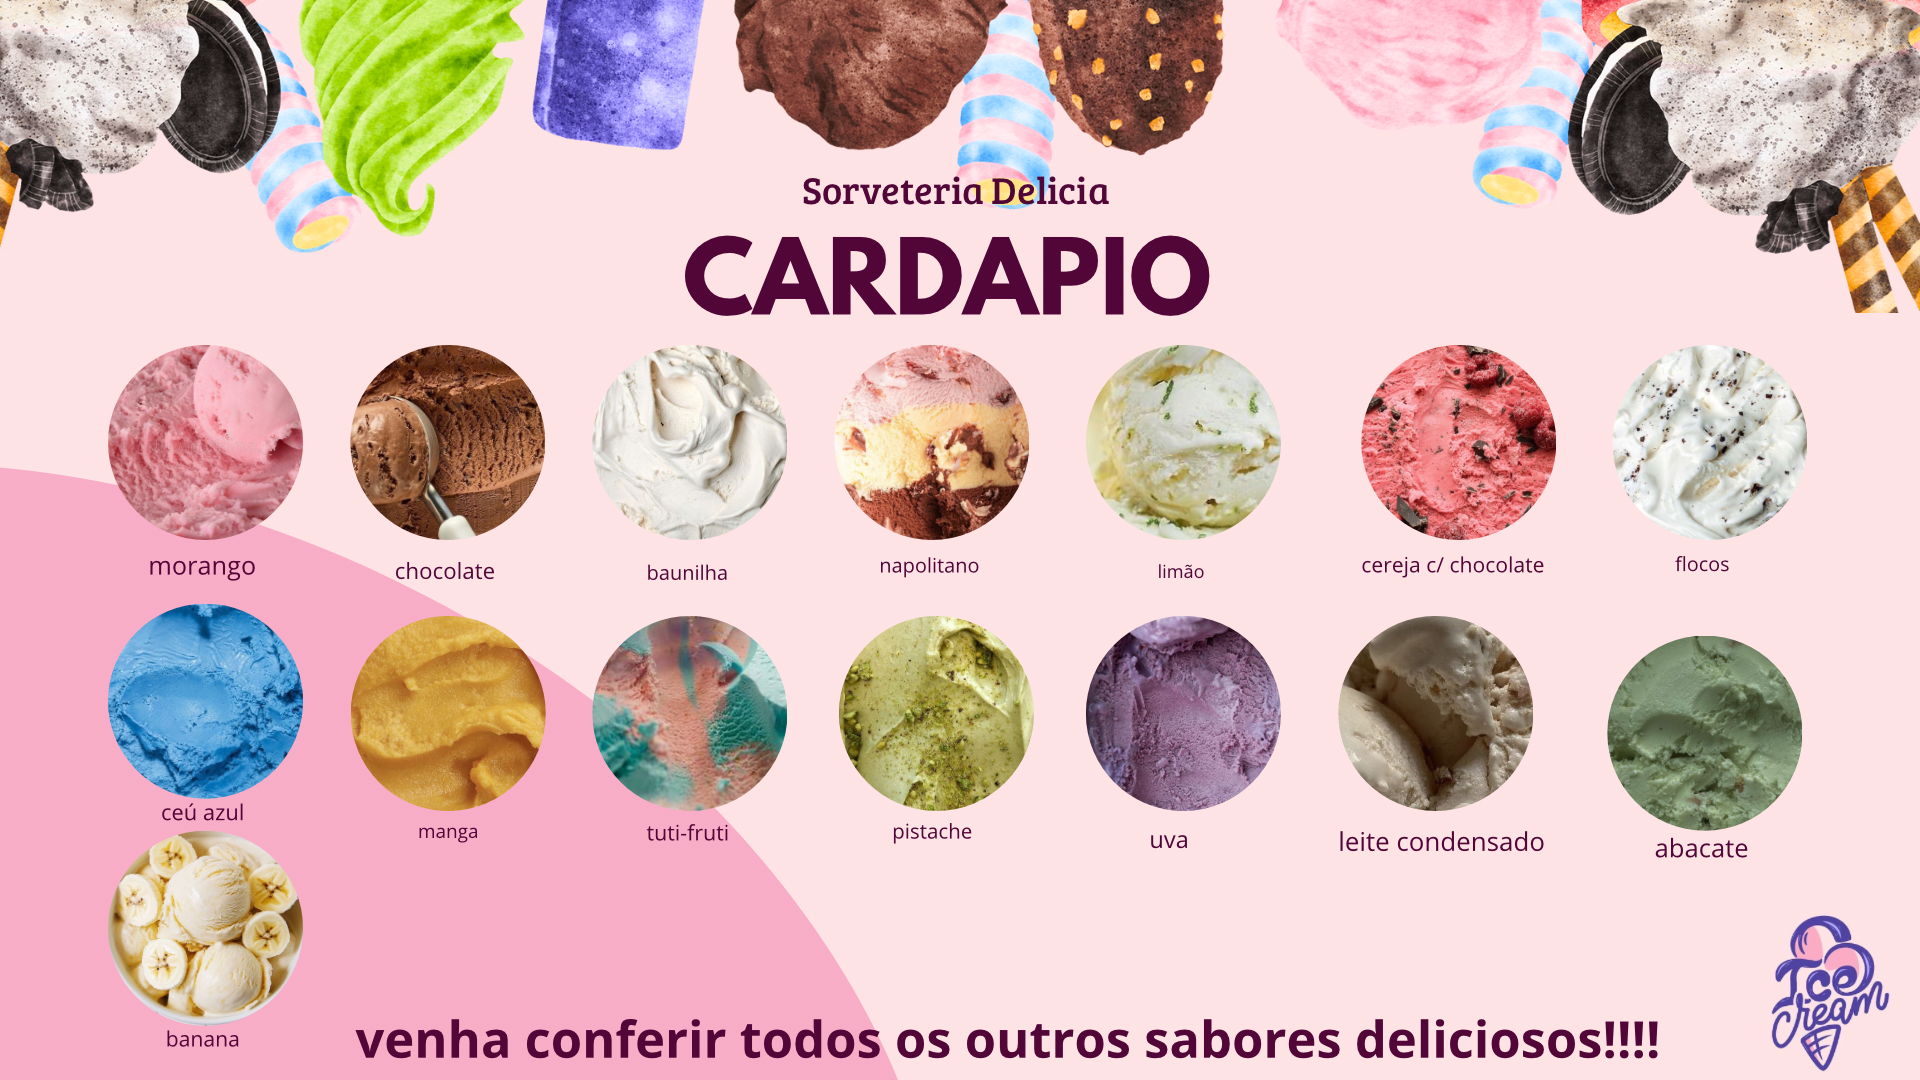 Sorveteria Delicia
CARDAPIO
morango
chocolate
baunilha
napolitano
limão
cereja c/ chocolate
flocos
ceú azul
manga
tuti-fruti
pistache
uva
leite condensado
abacate
banana
venha conferir todos os outros sabores deliciosos!!!!
Ice
cream